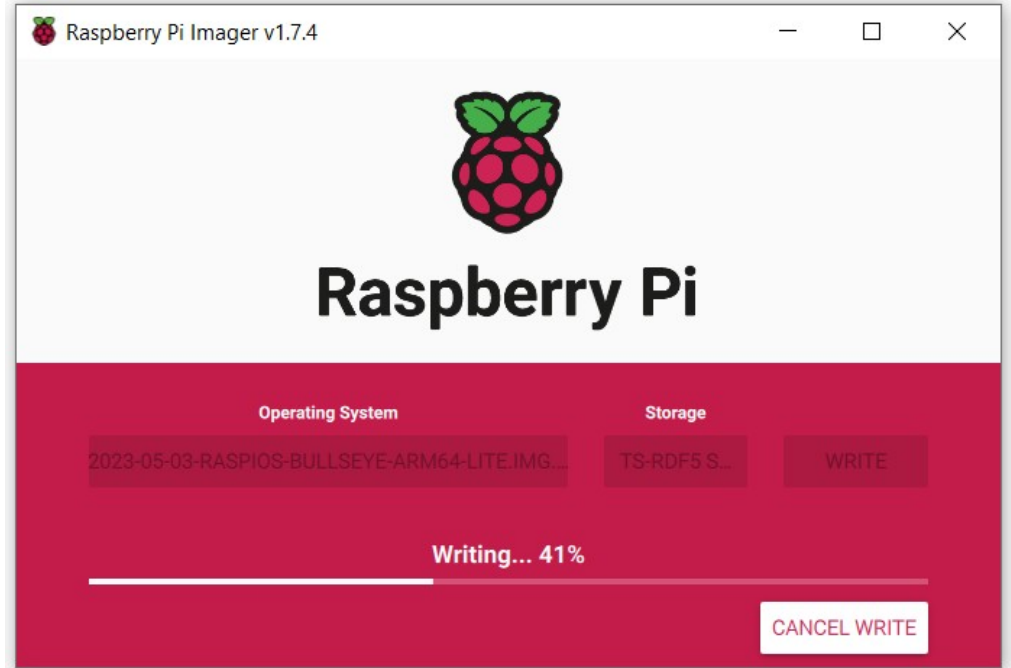 Raspberry Pi Imager v1.7.4
Raspberry Pi
Operating System
Storage
2023-05-03-RASPIOS-BULLSEYE-ARM64-LITE.IMG....
TS-RDF5 S...
WRITE
Writing... 41%
CANCEL WRITE